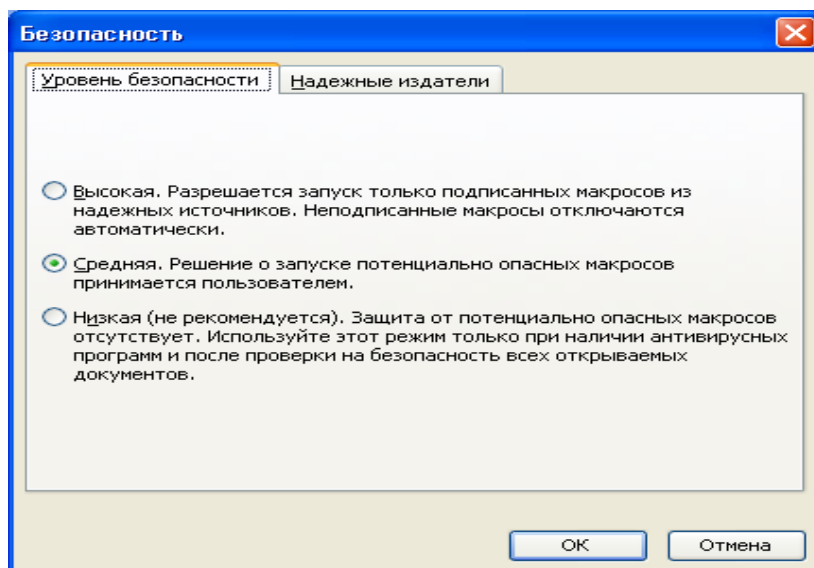 Безопасность
Уровень безопасности
Надежные издатели
Высокая. Разрешается запуск только подписанных макросов из
надежных источников. Неподписанные макросы отключаются
автоматически.
Средняя. Решение о запуске потенциально опасных макросов
принимается пользователем.
Низкая (не рекомендуется). Защита от потенциально опасных макросов
отсутствует. Используйте этот режим только при наличии антивирусных
программ и после проверки на безопасность всех открываемых
документов.
ОК
Отмена